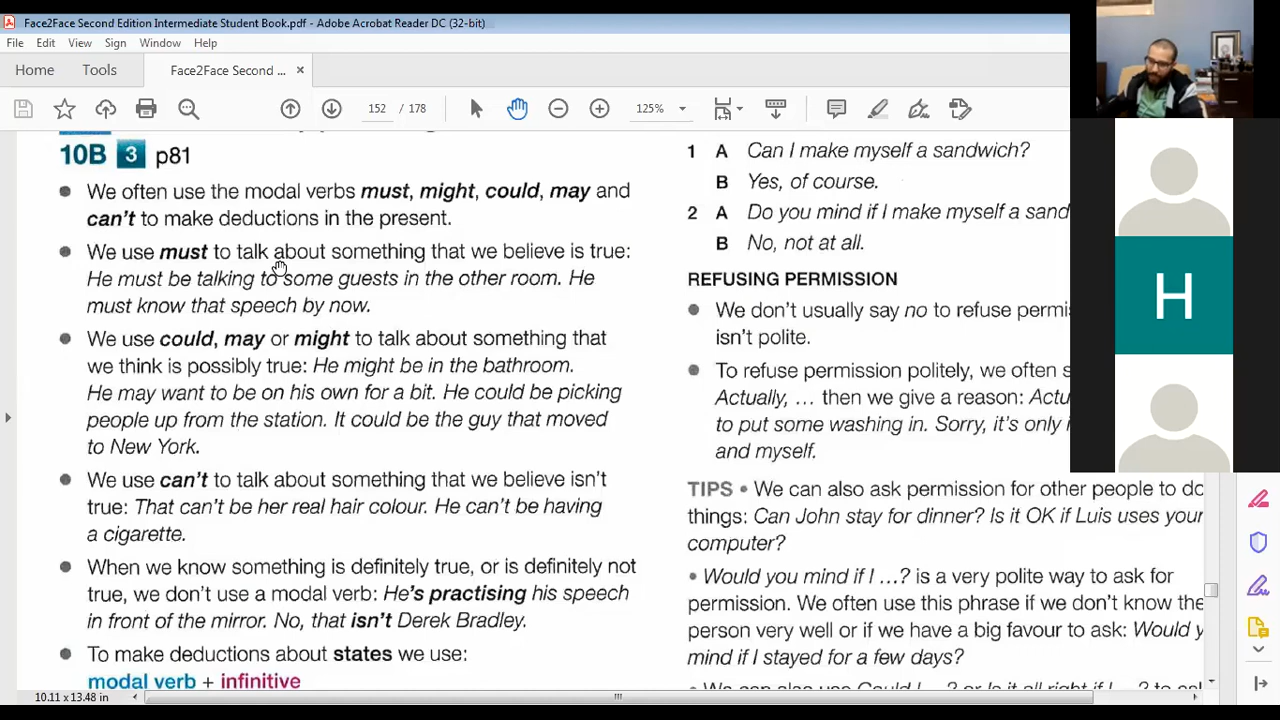 Face2Face Second Edition Intermediate Student Book.pdf - Adobe Acrobat Reader DC (32-bit)
File Edit View Sign Window Help
Home Tools Face2Face Second ... ×
152 / 178 125%
10B 3 p81
• We often use the modal verbs must, might, could, may and
can't to make deductions in the present.
• We use must to talk about something that we believe is true:
He must be talking to some guests in the other room. He
must know that speech by now.
• We use could, may or might to talk about something that
we think is possibly true: He might be in the bathroom.
He may want to be on his own for a bit. He could be picking
people up from the station. It could be the guy that moved
to New York.
• We use can't to talk about something that we believe isn't
true: That can't be her real hair colour. He can't be having
a cigarette.
• When we know something is definitely true, or is definitely not
true, we don't use a modal verb: He's practising his speech
in front of the mirror. No, that isn't Derek Bradley.
• To make deductions about states we use:
modal verb + infinitive
1 A Can I make myself a sandwich?
B Yes, of course.
2 A Do you mind if I make myself a sand
B No, not at all.
REFUSING PERMISSION
• We don't usually say no to refuse permi
isn't polite.
• To refuse permission politely, we often s
Actually, ... then we give a reason: Actu
to put some washing in. Sorry, it's only
and myself.
TIPS • We can also ask permission for other people to do
things: Can John stay for dinner? Is it OK if Luis uses your
computer?
• Would you mind if I ...? is a very polite way to ask for
permission. We often use this phrase if we don't know the
person very well or if we have a big favour to ask: Would y
mind if I stayed for a few days?
H
10.11 x 13.48 in